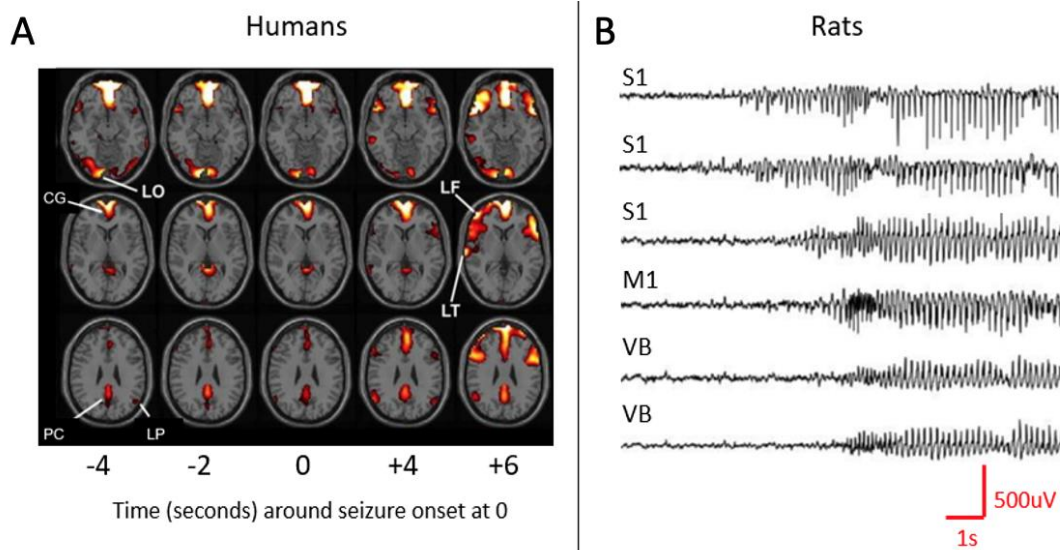 A
Humans
LO
CG
LF
LT
PC
LP
-4
-2
0
+4
+6
Time (seconds) around seizure onset at 0
B
Rats
S1
S1
S1
M1
VB
VB
500uV
1s